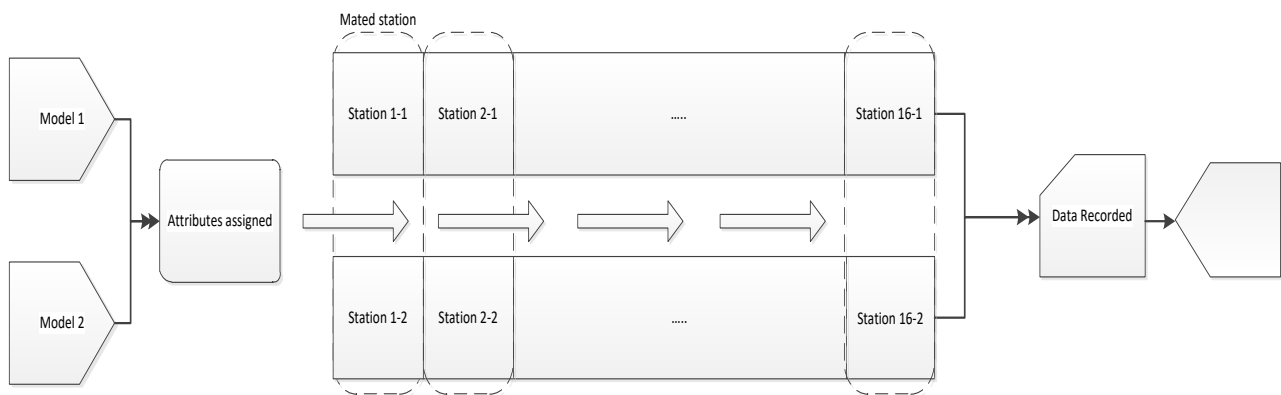 Mated station
Model 1
Station 1-1
Station 2-1
.....
Station 16-1
Attributes assigned
Data Recorded
Model 2
Station 1-2
Station 2-2
.....
Station 16-2